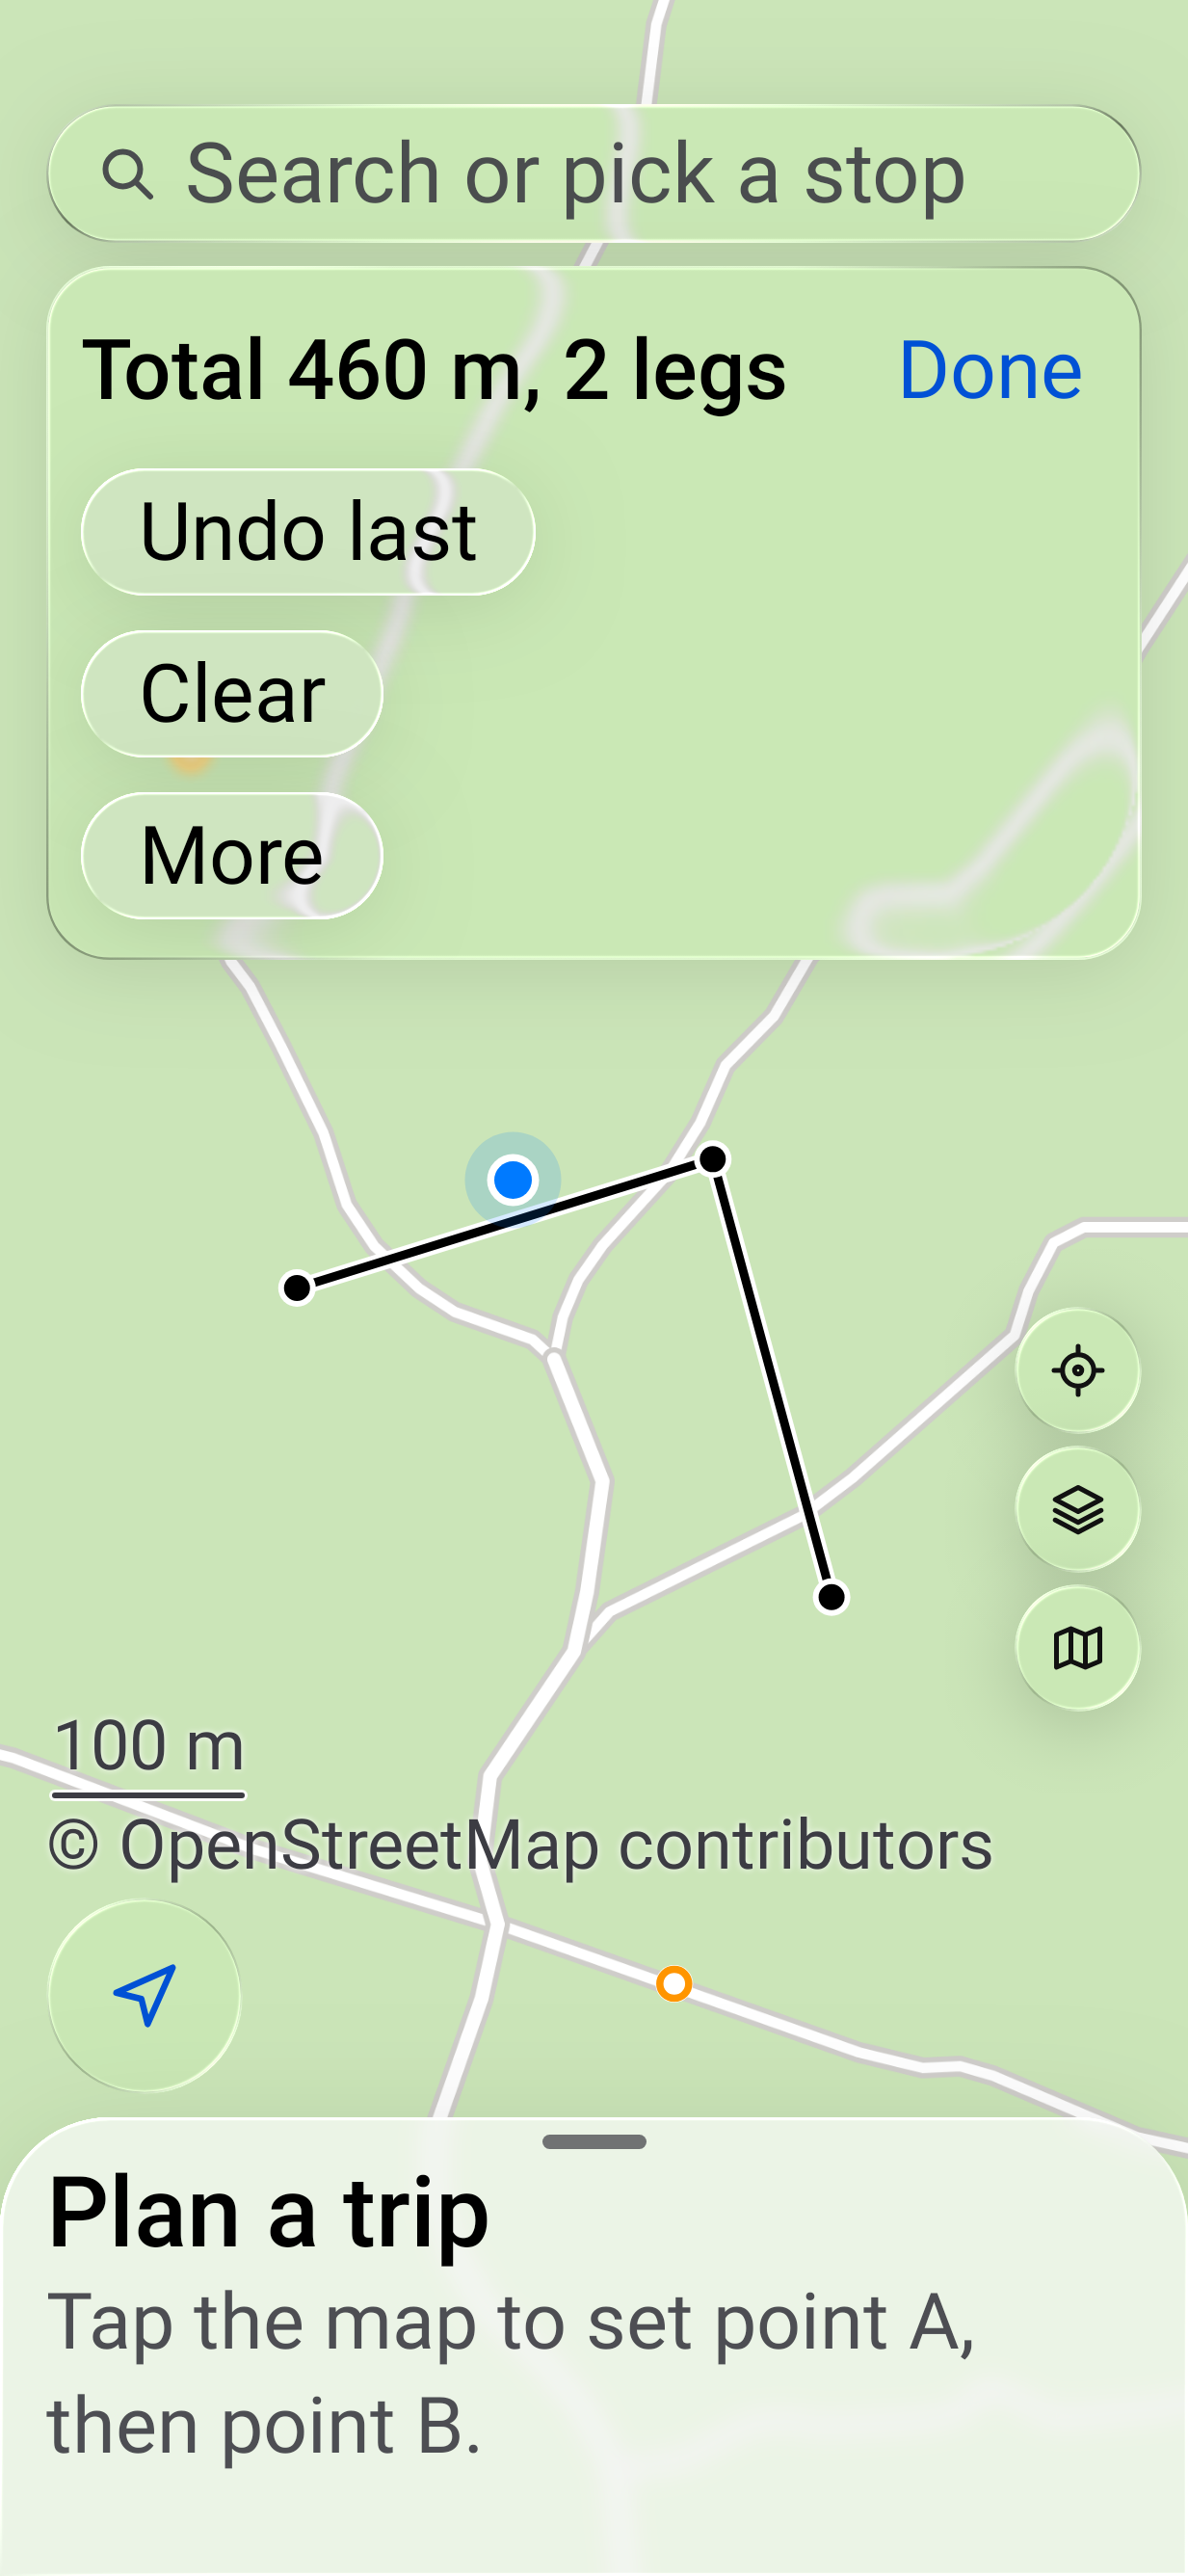 Search or pick a stop
Total 460 m, 2 legs
Done
Undo last
Clear
More
100 m
© OpenStreetMap contributors
Plan a trip
Tap the map to set point A,
then point B.